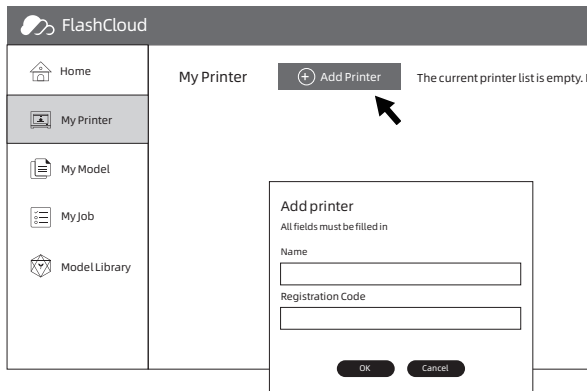 FlashCloud
Home
My Printer
My Model
My Job
Model Library
My Printer
Add Printer
The current printer list is empty.
Add printer
All fields must be filled in
Name
Registration Code
OK
Cancel